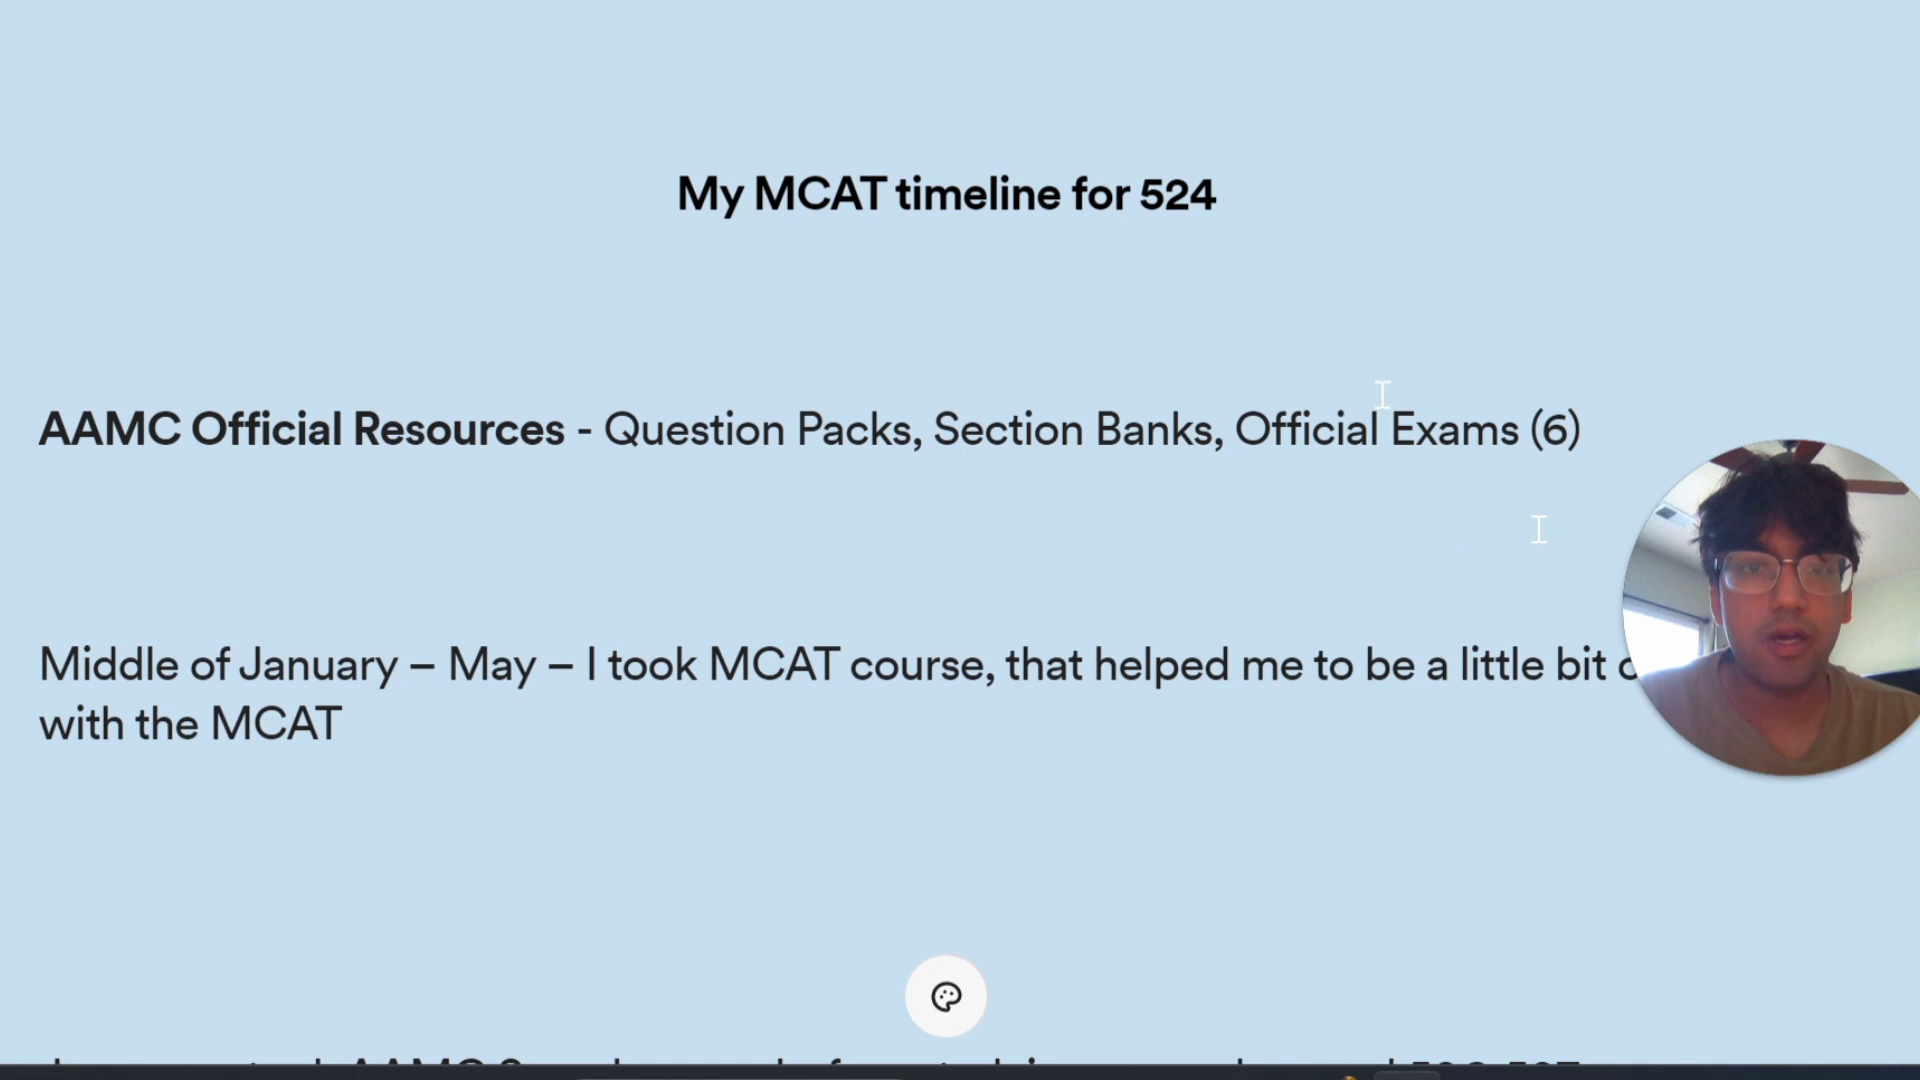 My MCAT timeline for 524
AAMC Official Resources - Question Packs, Section Banks, Official Exams (6)
Middle of January – May – I took MCAT course, that helped me to be a little bit
with the MCAT